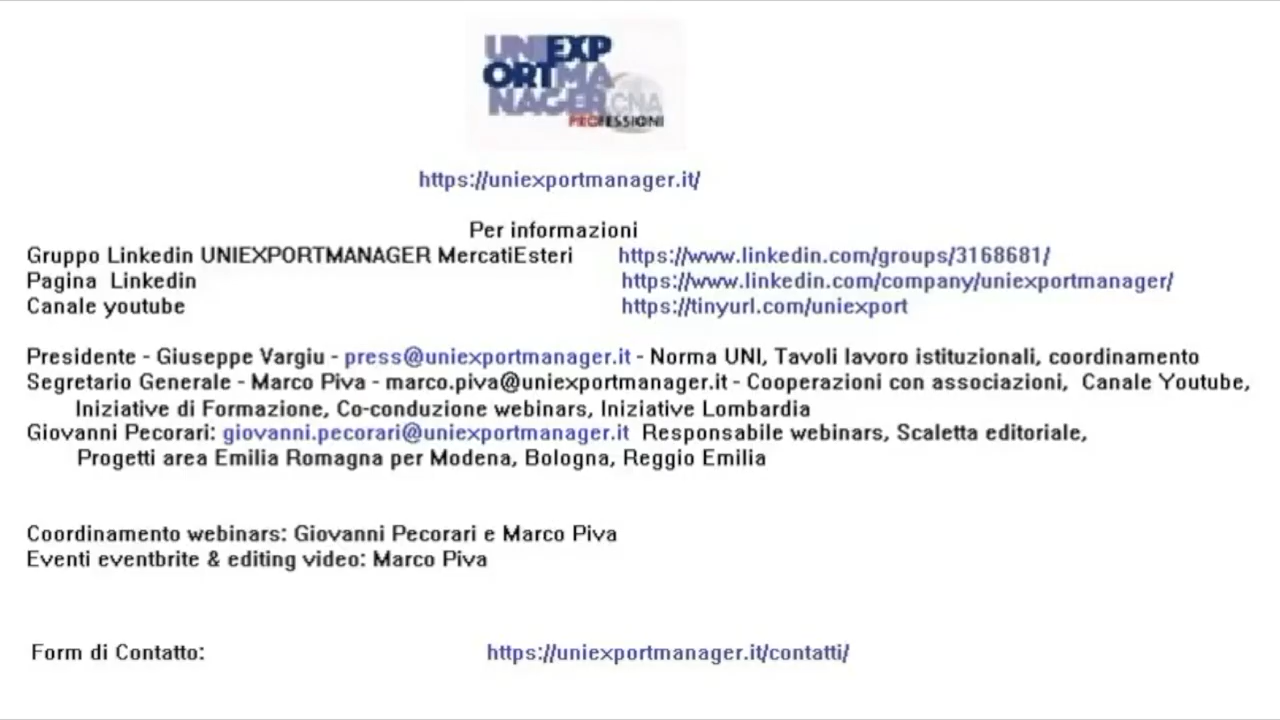 UNIEXP
ORTMA
NAGER CNA
PROFESSIONI
https://uniexportmanager.it/
Per informazioni
Gruppo Linkedin UNIEXPORTMANAGER MercatiEsteri https://www.linkedin.com/groups/3168681/
Pagina Linkedin https://www.linkedin.com/company/uniexportmanager/
Canale youtube https://tinyurl.com/uniexport
Presidente - Giuseppe Vargiu - press@uniexportmanager.it - Norma UNI, Tavoli lavoro istituzionali, coordinamento
Segretario Generale - Marco Piva - marco.piva@uniexportmanager.it - Cooperazioni con associazioni, Canale Youtube,
Iniziative di Formazione, Co-conduzione webinars, Iniziative Lombardia
Giovanni Pecorari: giovanni.pecorari@uniexportmanager.it Responsabile webinars, Scaletta editoriale,
Progetti area Emilia Romagna per Modena, Bologna, Reggio Emilia
Coordinamento webinars: Giovanni Pecorari e Marco Piva
Eventi eventbrite & editing video: Marco Piva
Form di Contatto: https://uniexportmanager.it/contatti/